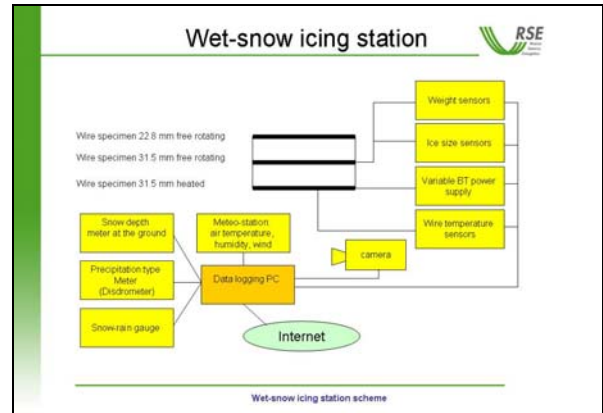 Wet-snow icing station
RSE
Wire specimen 22.8 mm free rotating
Wire specimen 31.5 mm free rotating
Wire specimen 31.5 mm heated
Weight sensors
Ice size sensors
Variable BT power
supply
Wire temperature
sensors
Snow depth
meter at the ground
Meteo-station
air temperature,
humidity, wind
camera
Precipitation type
Meter
(Disdrometer)
Data logging PC
Snow-rain gauge
Internet
Wet-snow icing station scheme